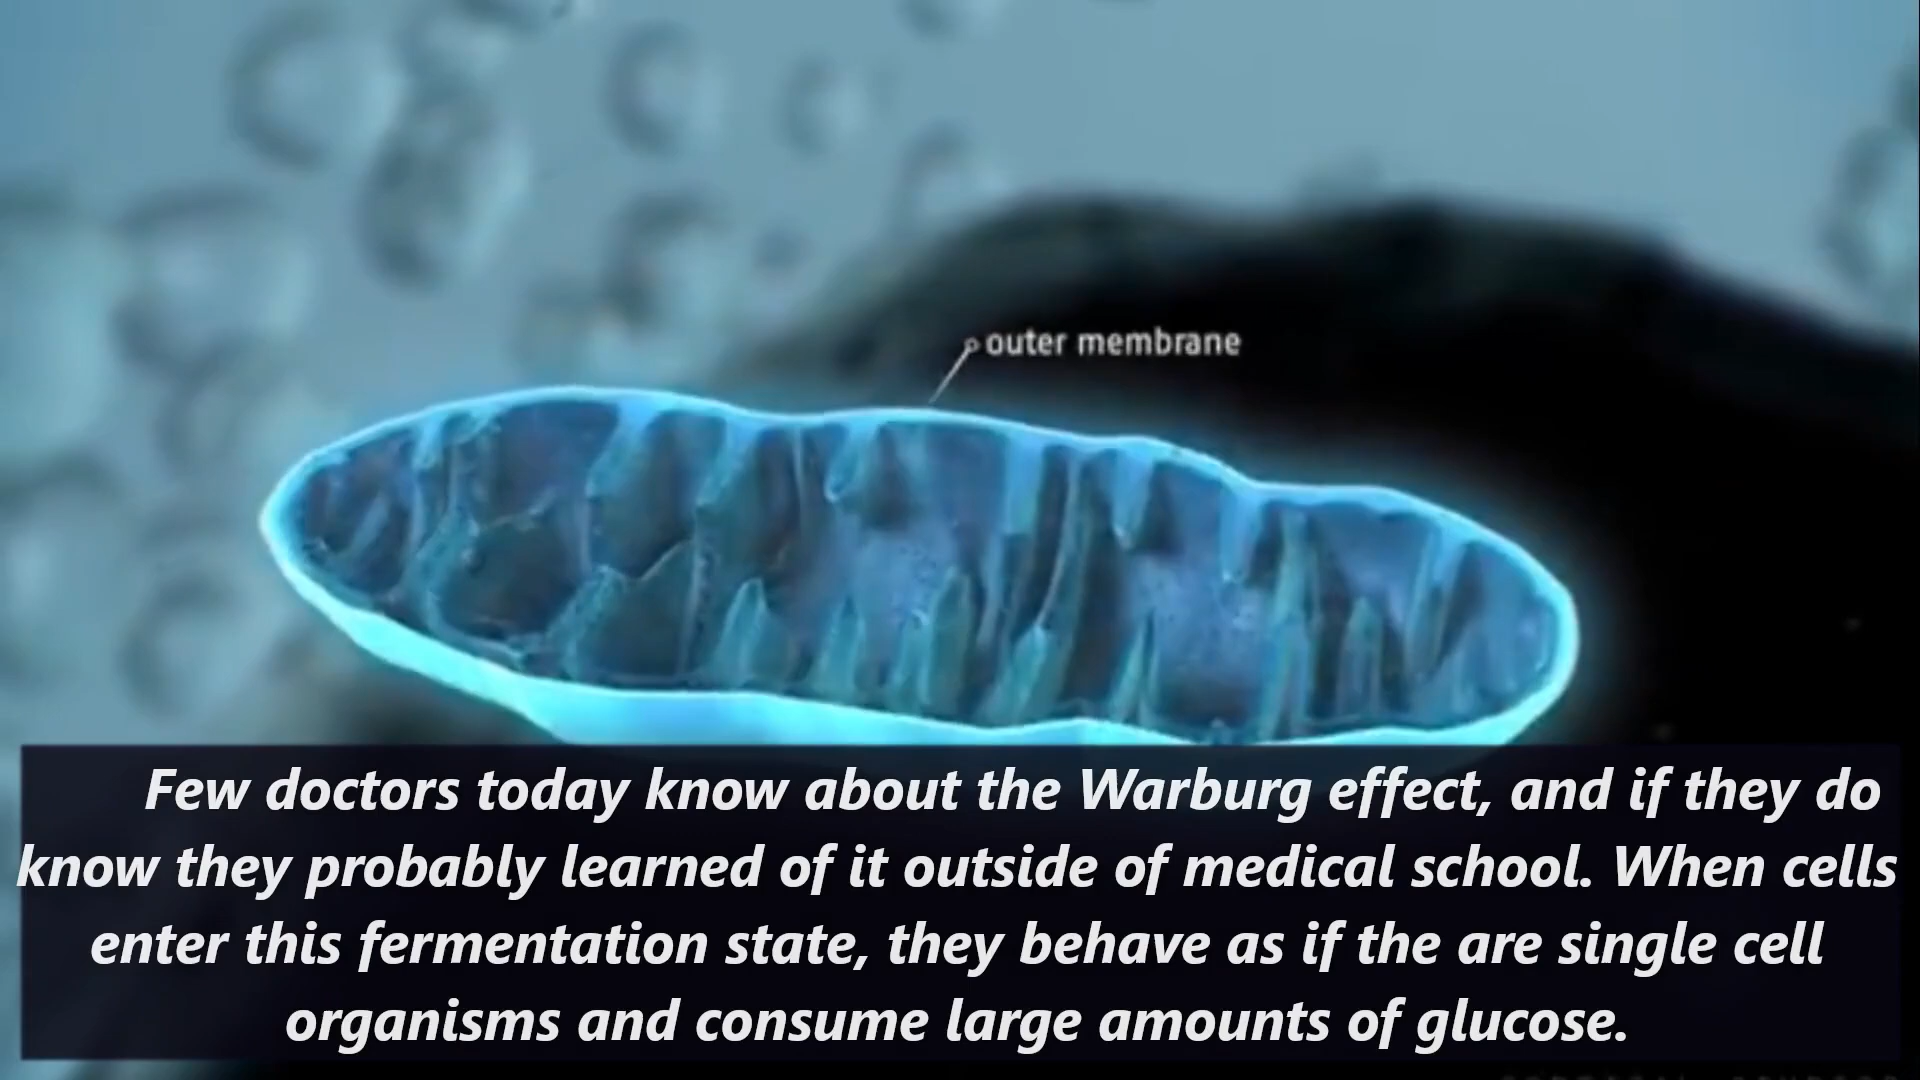 outer membrane
Few doctors today know about the Warburg effect, and if they do
know they probably learned of it outside of medical school. When cells
enter this fermentation state, they behave as if the are single cell
organisms and consume large amounts of glucose.